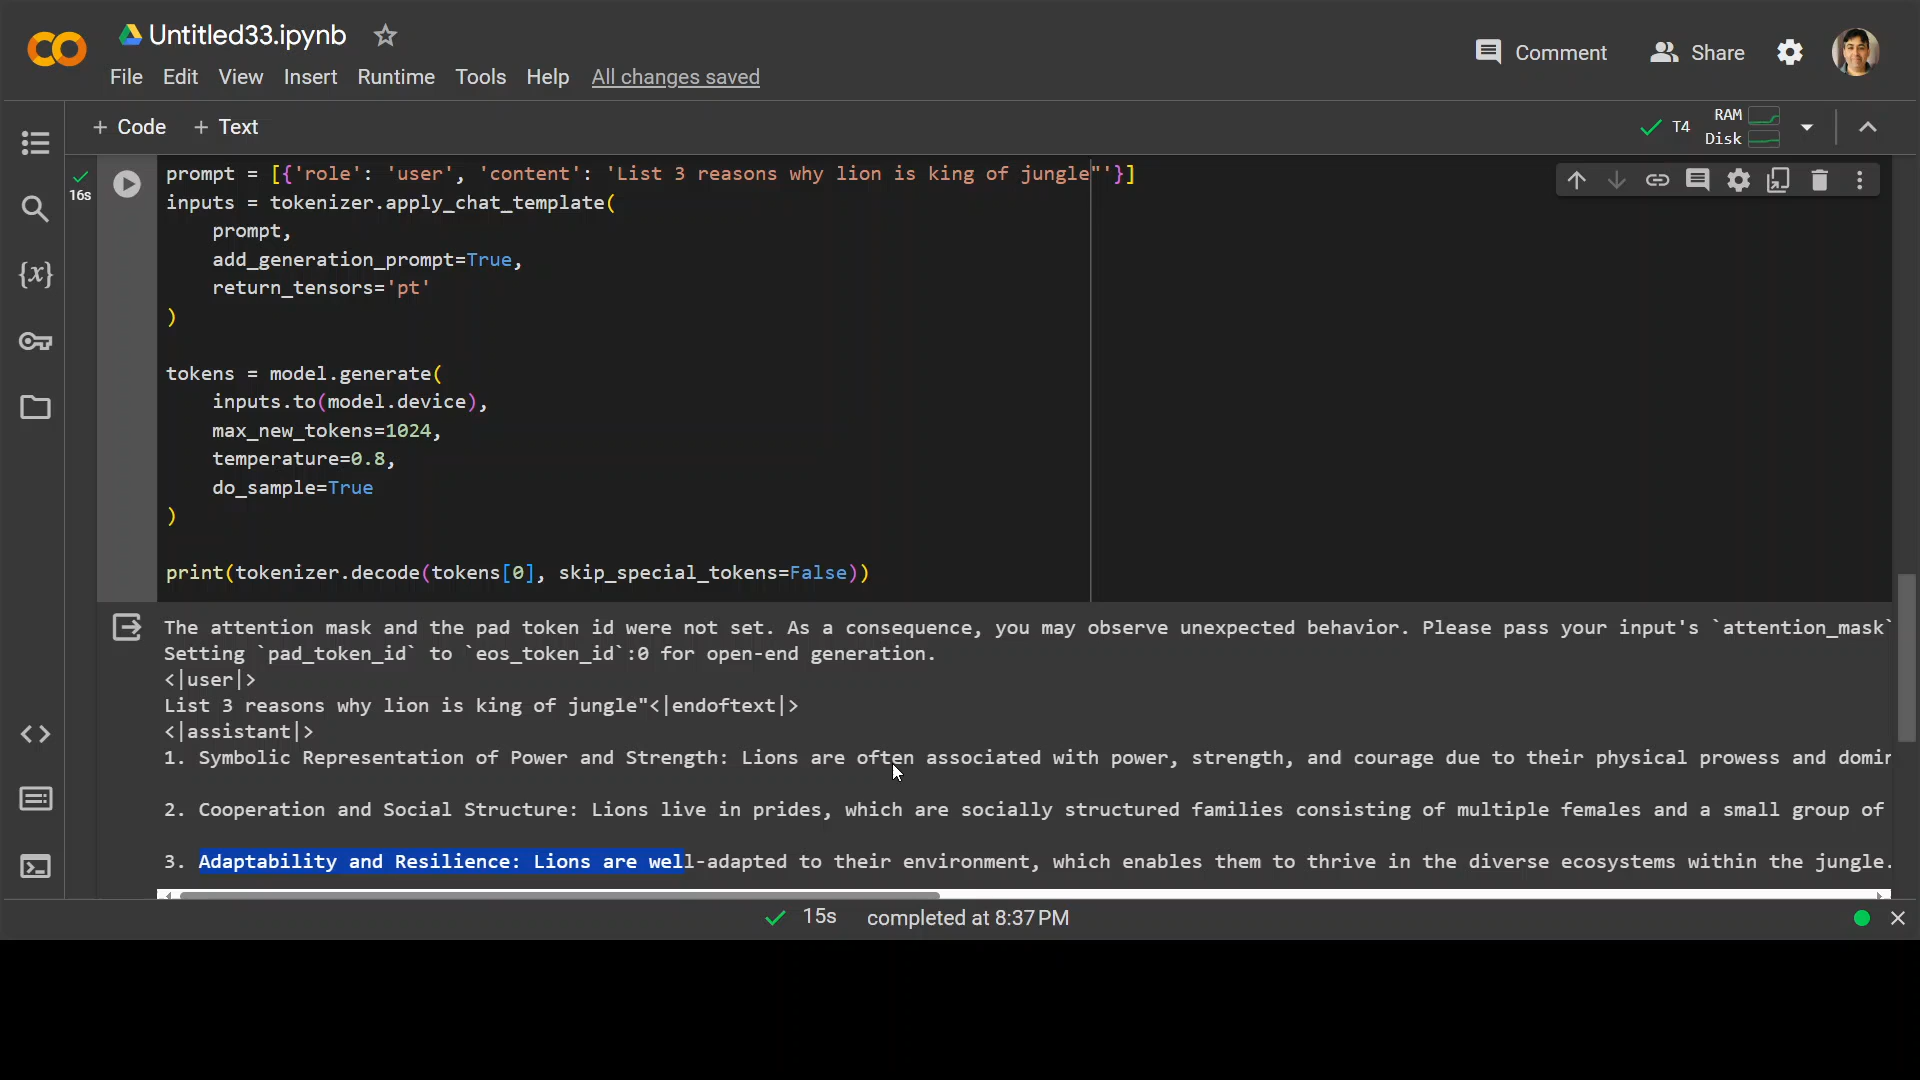 Untitled33.ipynb
File Edit View Insert Runtime Tools Help All changes saved
Comment Share
+ Code + Text
T4 RAM Disk
16s
prompt = [{'role': 'user', 'content': 'List 3 reasons why lion is king of jungle"'}]
inputs = tokenizer.apply_chat_template(
    prompt,
    add_generation_prompt=True,
    return_tensors='pt'
)
tokens = model.generate(
    inputs.to(model.device),
    max_new_tokens=1024,
    temperature=0.8,
    do_sample=True
)
print(tokenizer.decode(tokens[0], skip_special_tokens=False))
The attention mask and the pad token id were not set. As a consequence, you may observe unexpected behavior. Please pass your input's `attention_mask`
Setting `pad_token_id` to `eos_token_id`:0 for open-end generation.
<|user|>
List 3 reasons why lion is king of jungle"<|endoftext|>
<|assistant|>
1. Symbolic Representation of Power and Strength: Lions are often associated with power, strength, and courage due to their physical prowess and domin
2. Cooperation and Social Structure: Lions live in prides, which are socially structured families consisting of multiple females and a small group of
3. Adaptability and Resilience: Lions are well-adapted to their environment, which enables them to thrive in the diverse ecosystems within the jungle.
15s completed at 8:37 PM